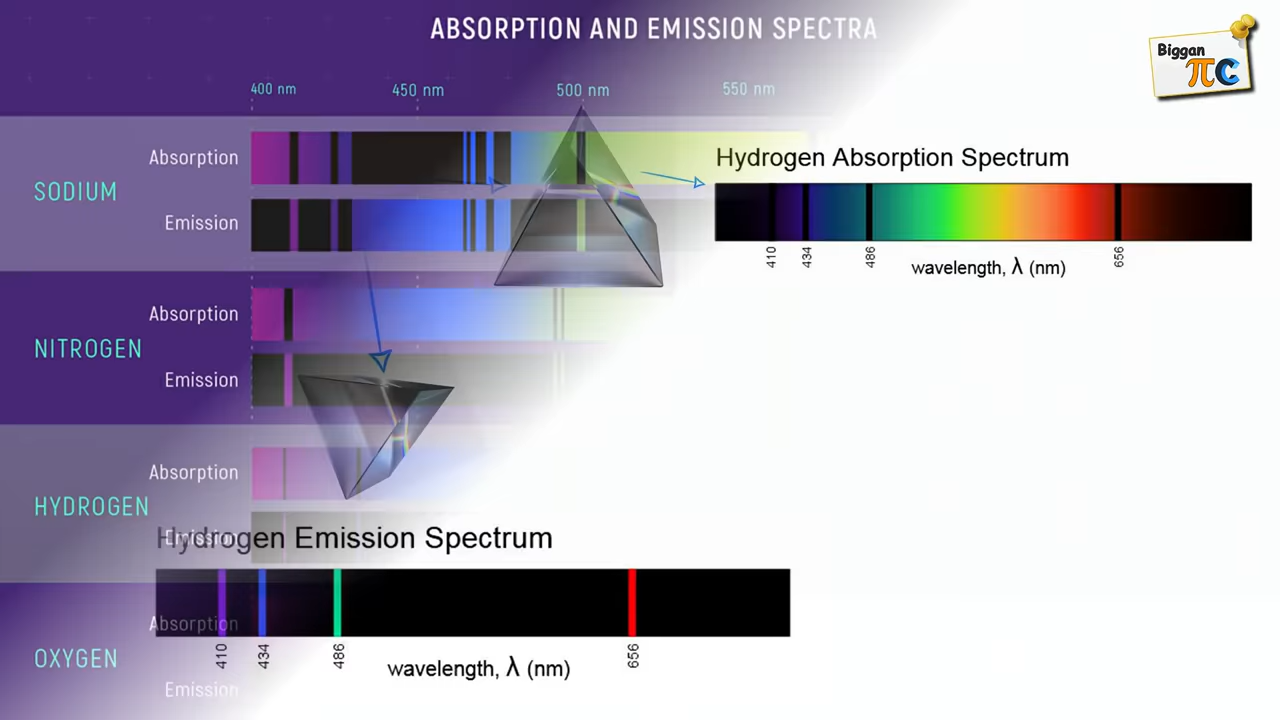 ABSORPTION AND EMISSION SPECTRA
Biggan
πC
400 nm
450 nm
500 nm
550 nm
SODIUM
Absorption
Emission
Hydrogen Absorption Spectrum
410
434
486
656
wavelength, λ (nm)
NITROGEN
Absorption
Emission
HYDROGEN
Absorption
Emission
Hydrogen Emission Spectrum
410
434
486
656
wavelength, λ (nm)
OXYGEN
Absorption
Emission